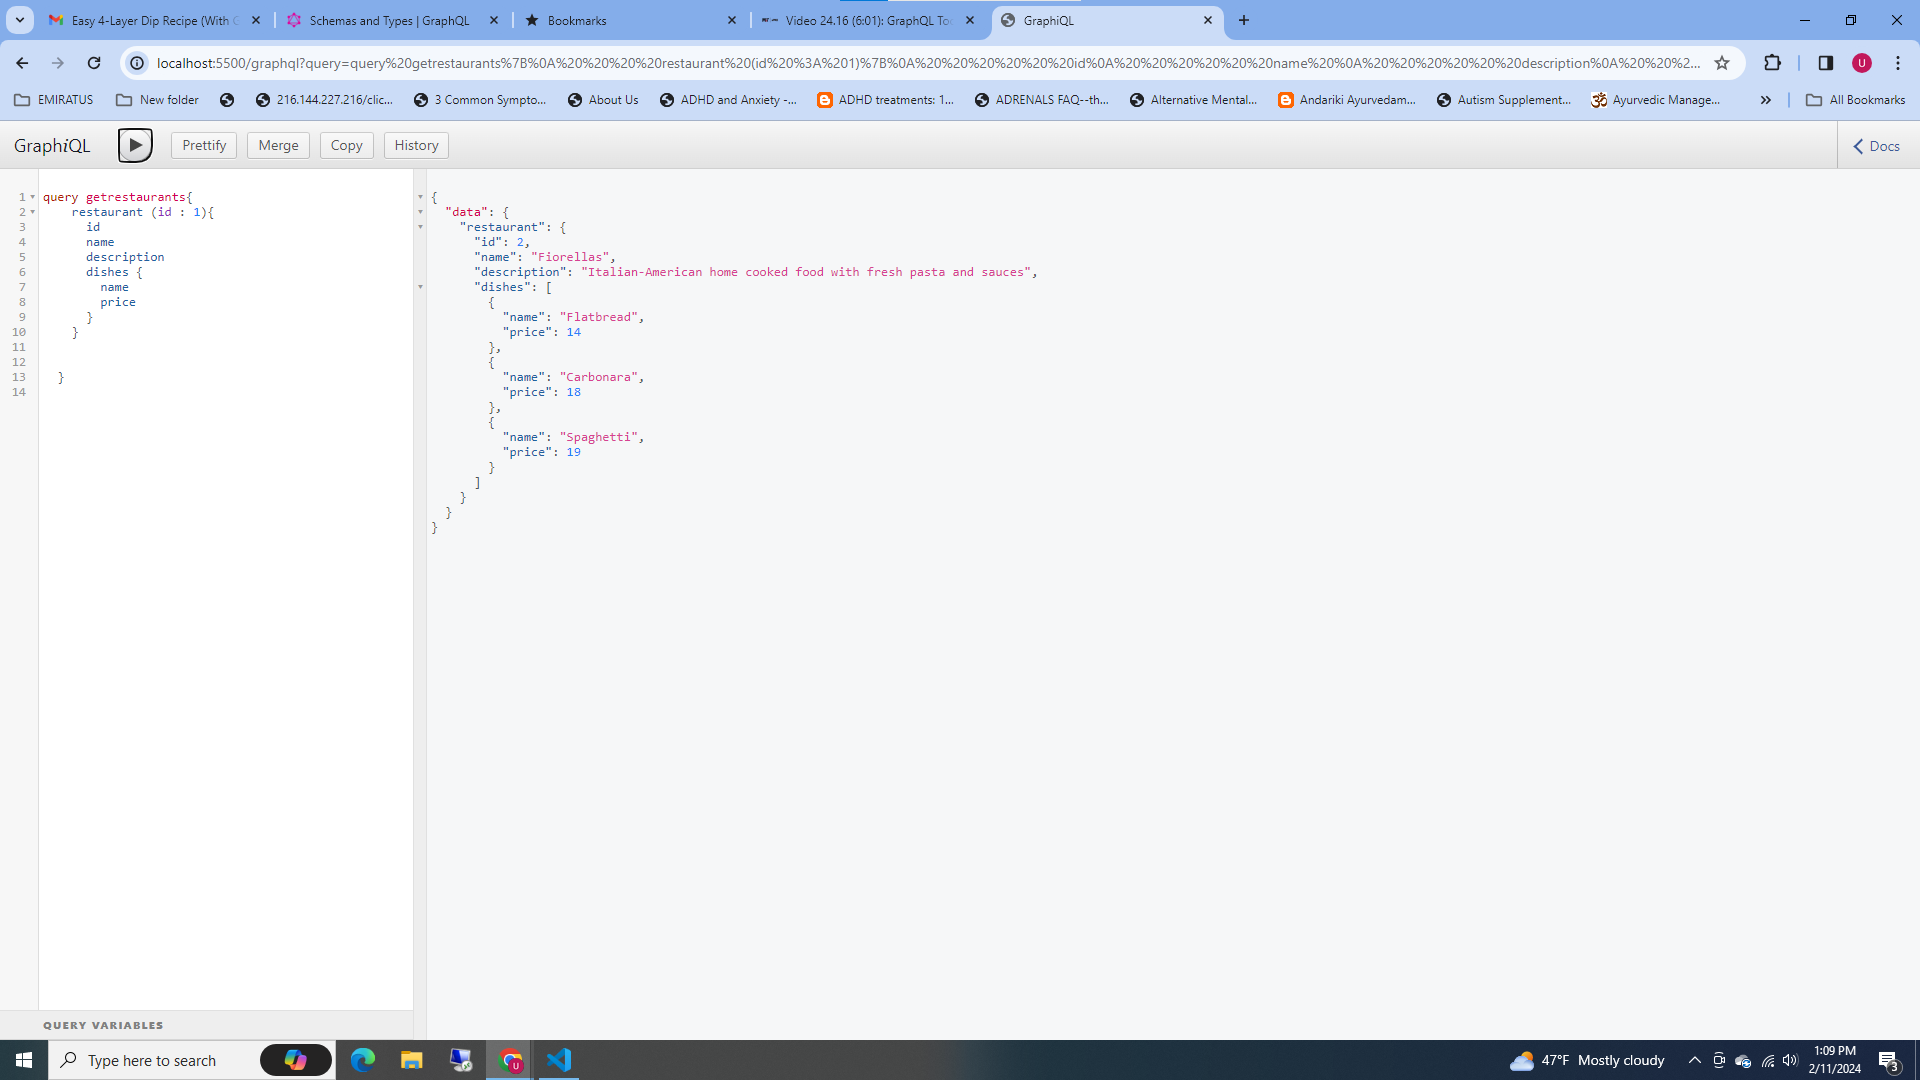 Easy 4-Layer Dip Recipe (With G
Schemas and Types | GraphQL
Bookmarks
Video 24.16 (6:01): GraphQL Too
GraphiQL
localhost:5500/graphql?query=query%20getrestaurants%7B%0A%20%20%20%20restaurant%20(id%20%3A%201)%7B%0A%20%20%20%20%20%20id%0A%20%20%20%20%20%20name%20%0A%20%20%20%20%20%20description%0A%20%20%2...
EMIRATUS
New folder
216.144.227.216/clic...
3 Common Sympto...
About Us
ADHD and Anxiety -...
ADHD treatments: 1...
ADRENALS FAQ--th...
Alternative Mental...
Andariki Ayurvedam...
Autism Supplement...
Ayurvedic Manage...
All Bookmarks
GraphiQL
Prettify
Merge
Copy
History
Docs
1 query getrestaurants{
2 restaurant (id : 1){
3 id
4 name
5 description
6 dishes {
7 name
8 price
9 }
10 }
11
12
13 }
14
{
"data": {
"restaurant": {
"id": 2,
"name": "Fiorellas",
"description": "Italian-American home cooked food with fresh pasta and sauces",
"dishes": [
{
"name": "Flatbread",
"price": 14
},
{
"name": "Carbonara",
"price": 18
},
{
"name": "Spaghetti",
"price": 19
}
]
}
}
}
QUERY VARIABLES
Type here to search
47°F Mostly cloudy
1:09 PM
2/11/2024
3